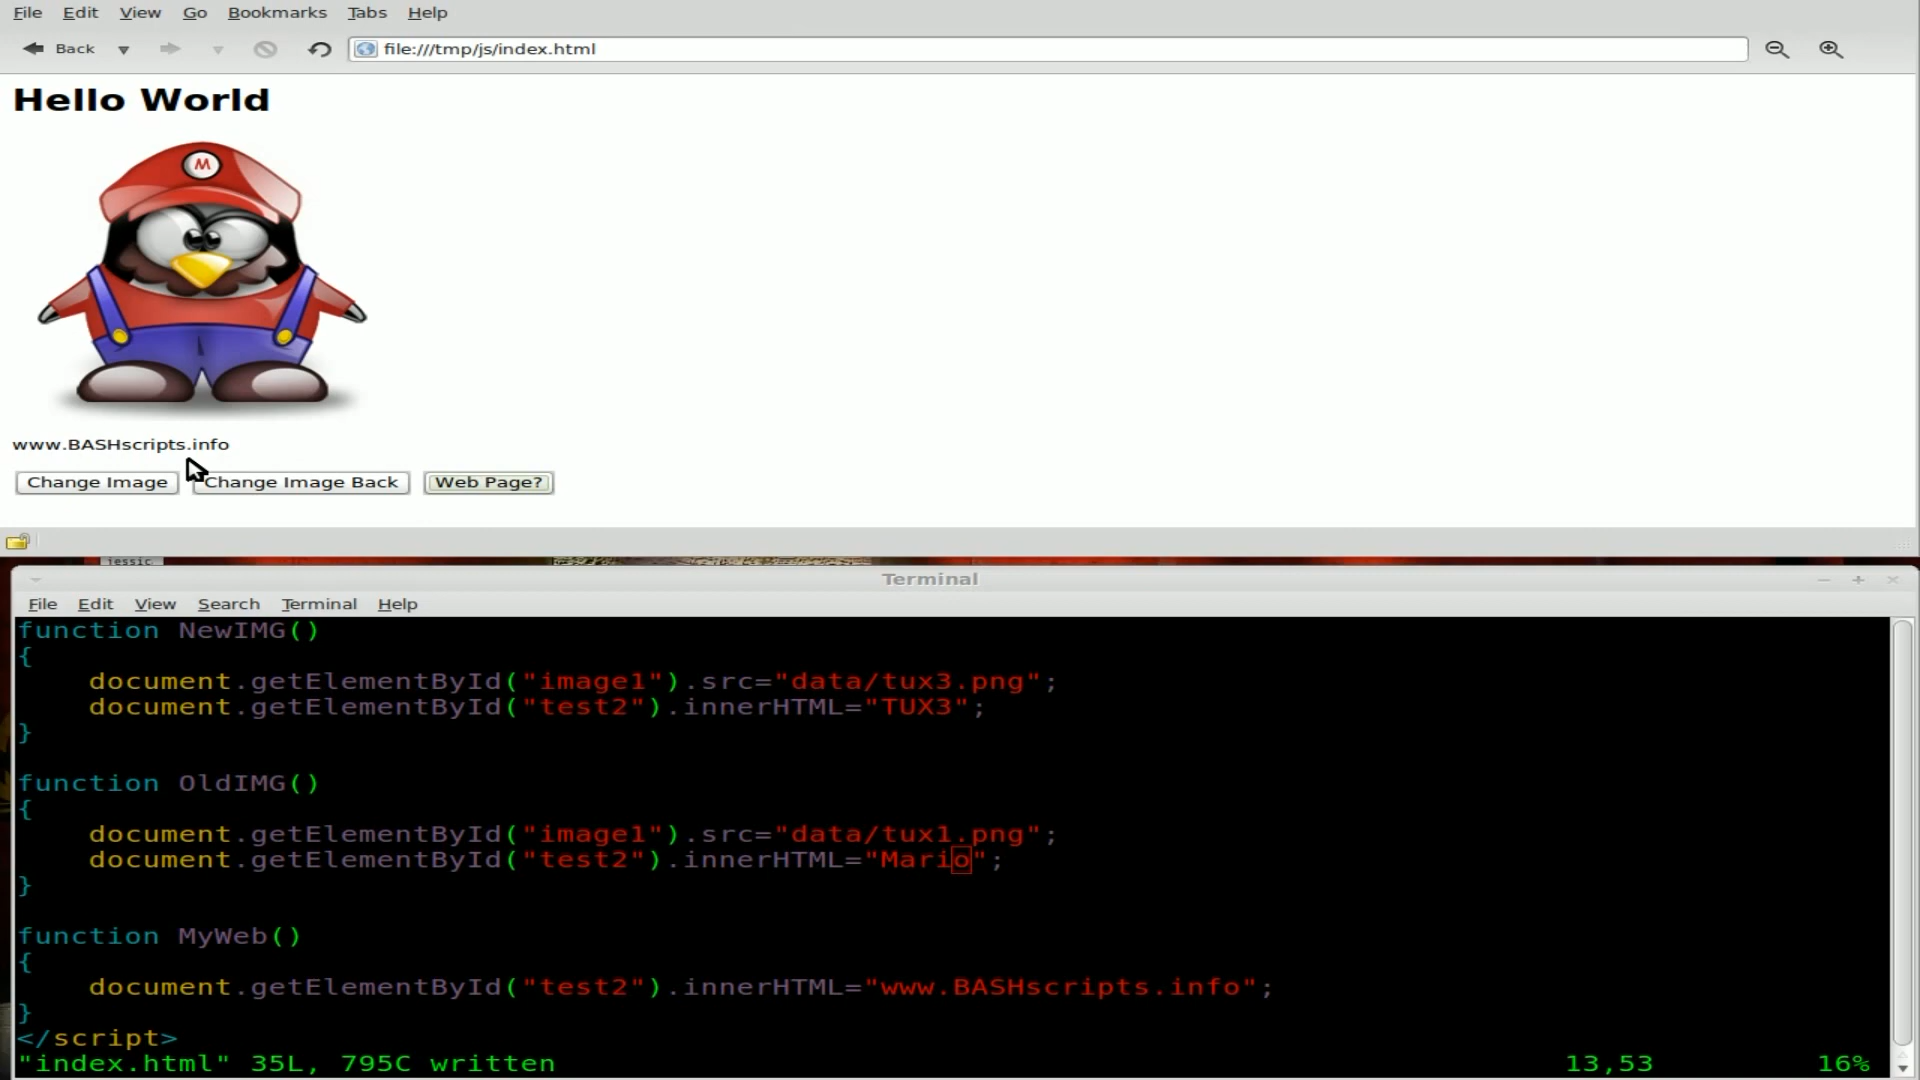 File Edit View Go Bookmarks Tabs Help
Back file:///tmp/js/index.html
Hello World
M
www.BASHscripts.info
Change Image Change Image Back Web Page?
jessic
Terminal
File Edit View Search Terminal Help
function NewIMG()
{
    document.getElementById("image1").src="data/tux3.png";
    document.getElementById("test2").innerHTML="TUX3";
}
function OldIMG()
{
    document.getElementById("image1").src="data/tux1.png";
    document.getElementById("test2").innerHTML="Mario";
}
function MyWeb()
{
    document.getElementById("test2").innerHTML="www.BASHscripts.info";
}
</script>
"index.html" 35L, 795C written 13,53 16%